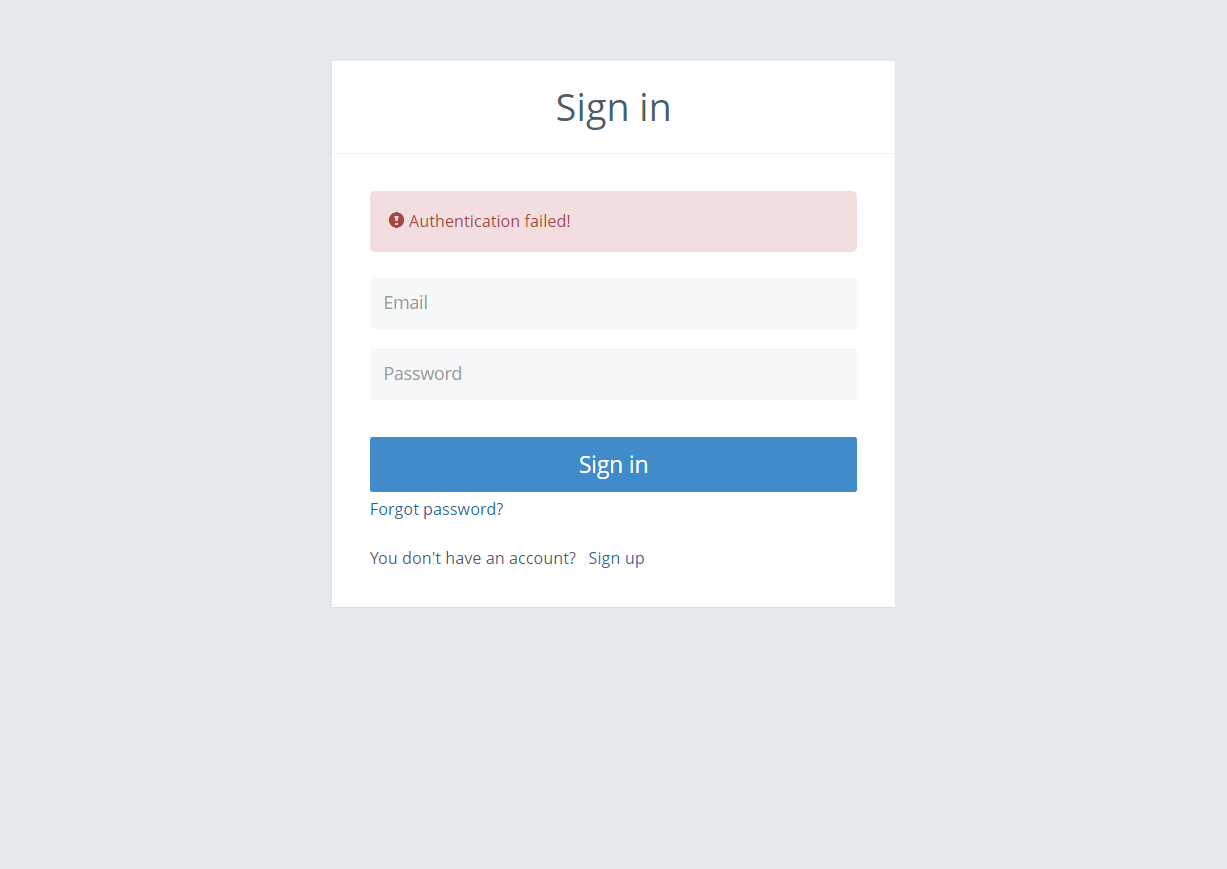 Sign in
Authentication failed!
Email
Password
Sign in
Forgot password?
You don't have an account? Sign up